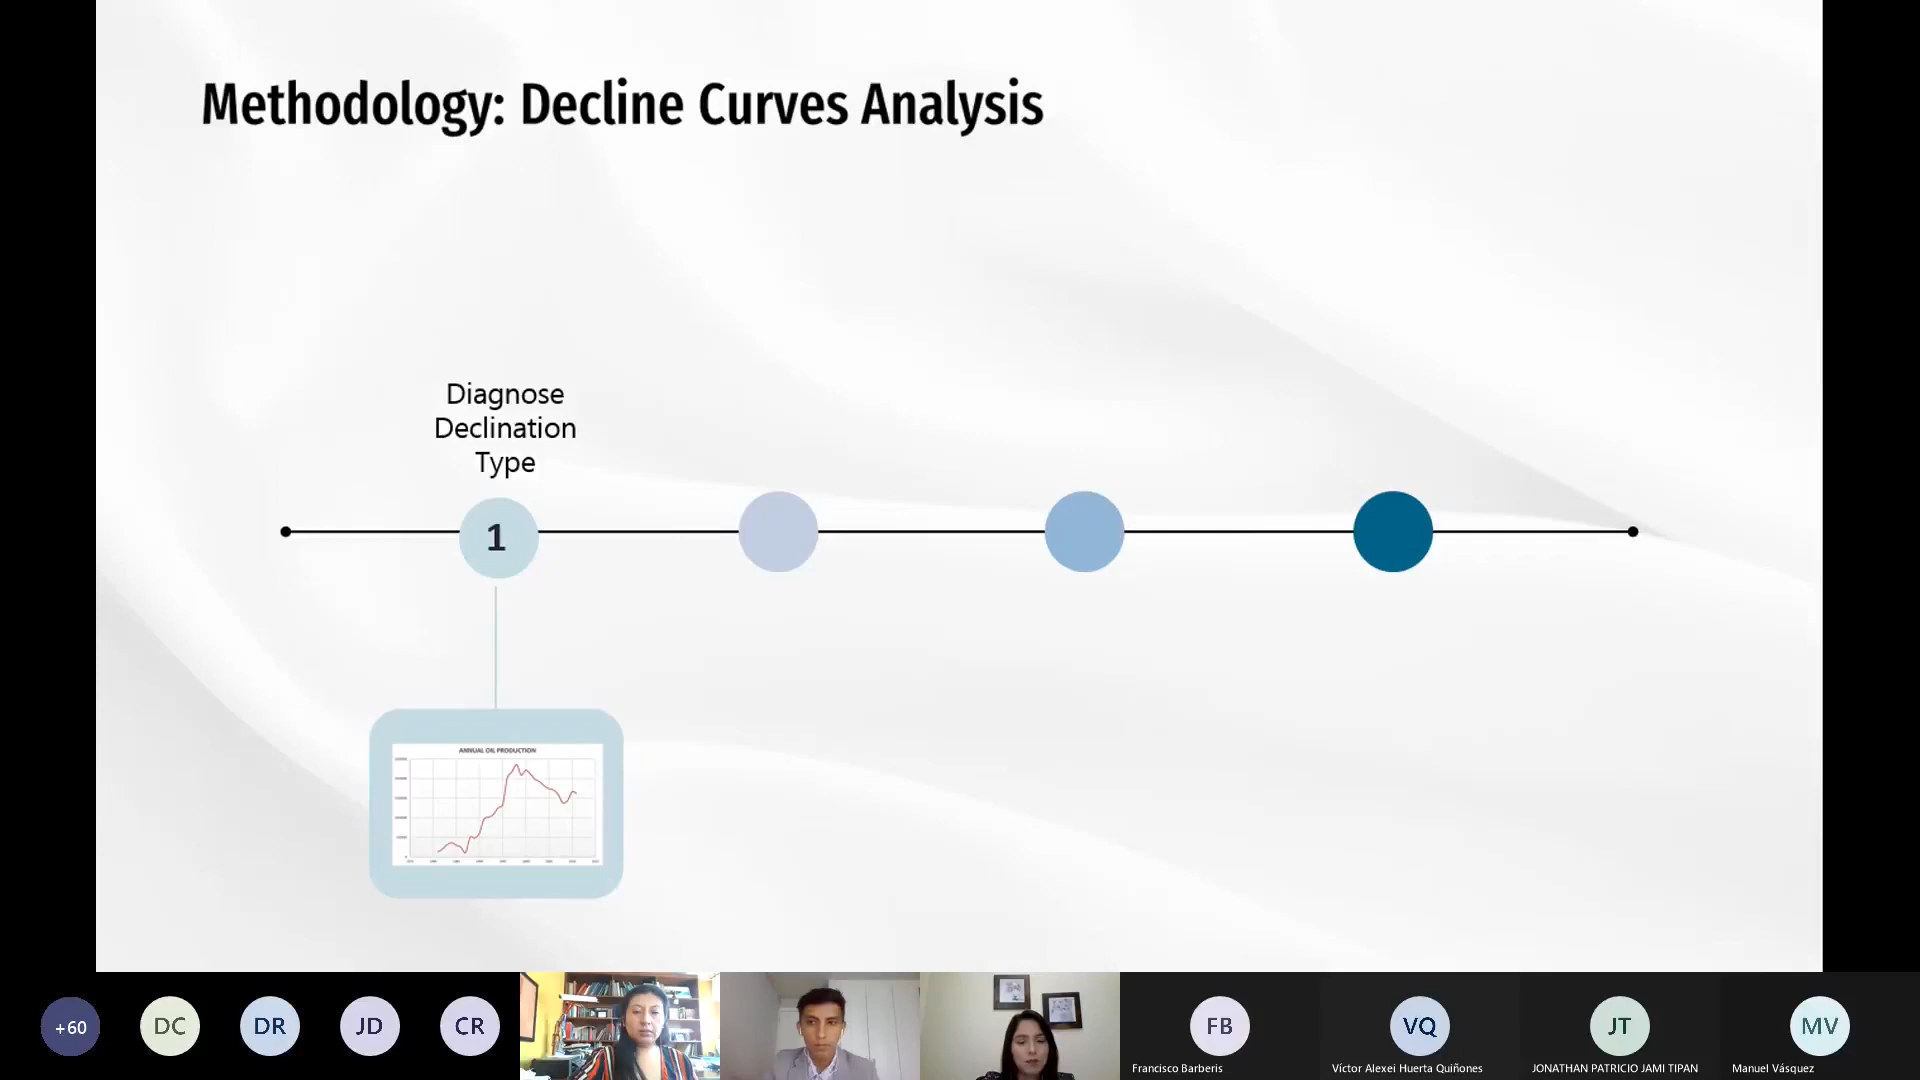 Methodology: Decline Curves Analysis
Diagnose
Declination
Type
1
ANNUAL OIL PRODUCTION
+60
DC
DR
JD
CR
FB
VQ
JT
MV
Francisco Barberis
Víctor Alexei Huerta Quiñones
JONATHAN PATRICIO JAMI TIPAN
Manuel Vásquez